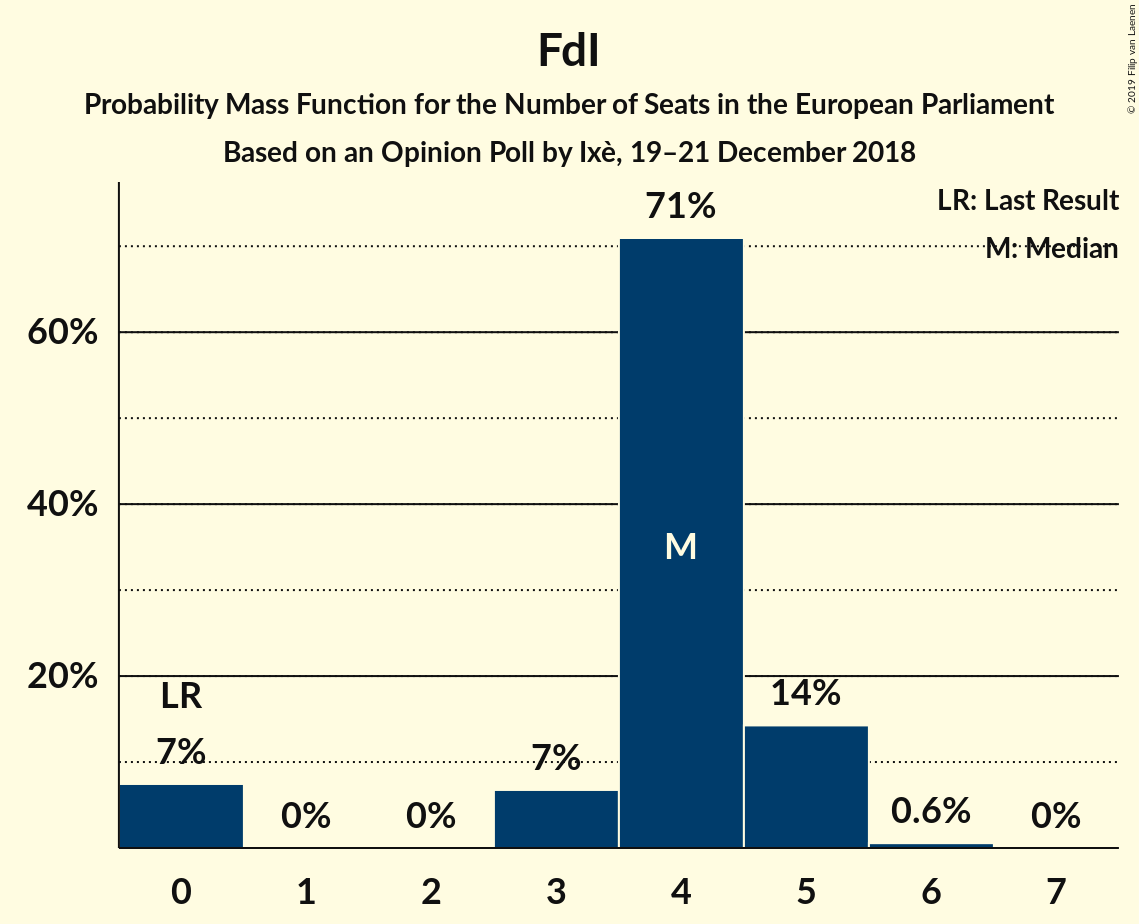 FdI
Probability Mass Function for the Number of Seats in the European Parliament
Based on an Opinion Poll by Ixè, 19–21 December 2018
© 2019 Filip van Laenen
LR: Last Result
M: Median
71%
60%
40%
M
20%
LR
14%
7%
7%
0%
0%
0.6%
0%
0 1 2 3 4 5 6 7